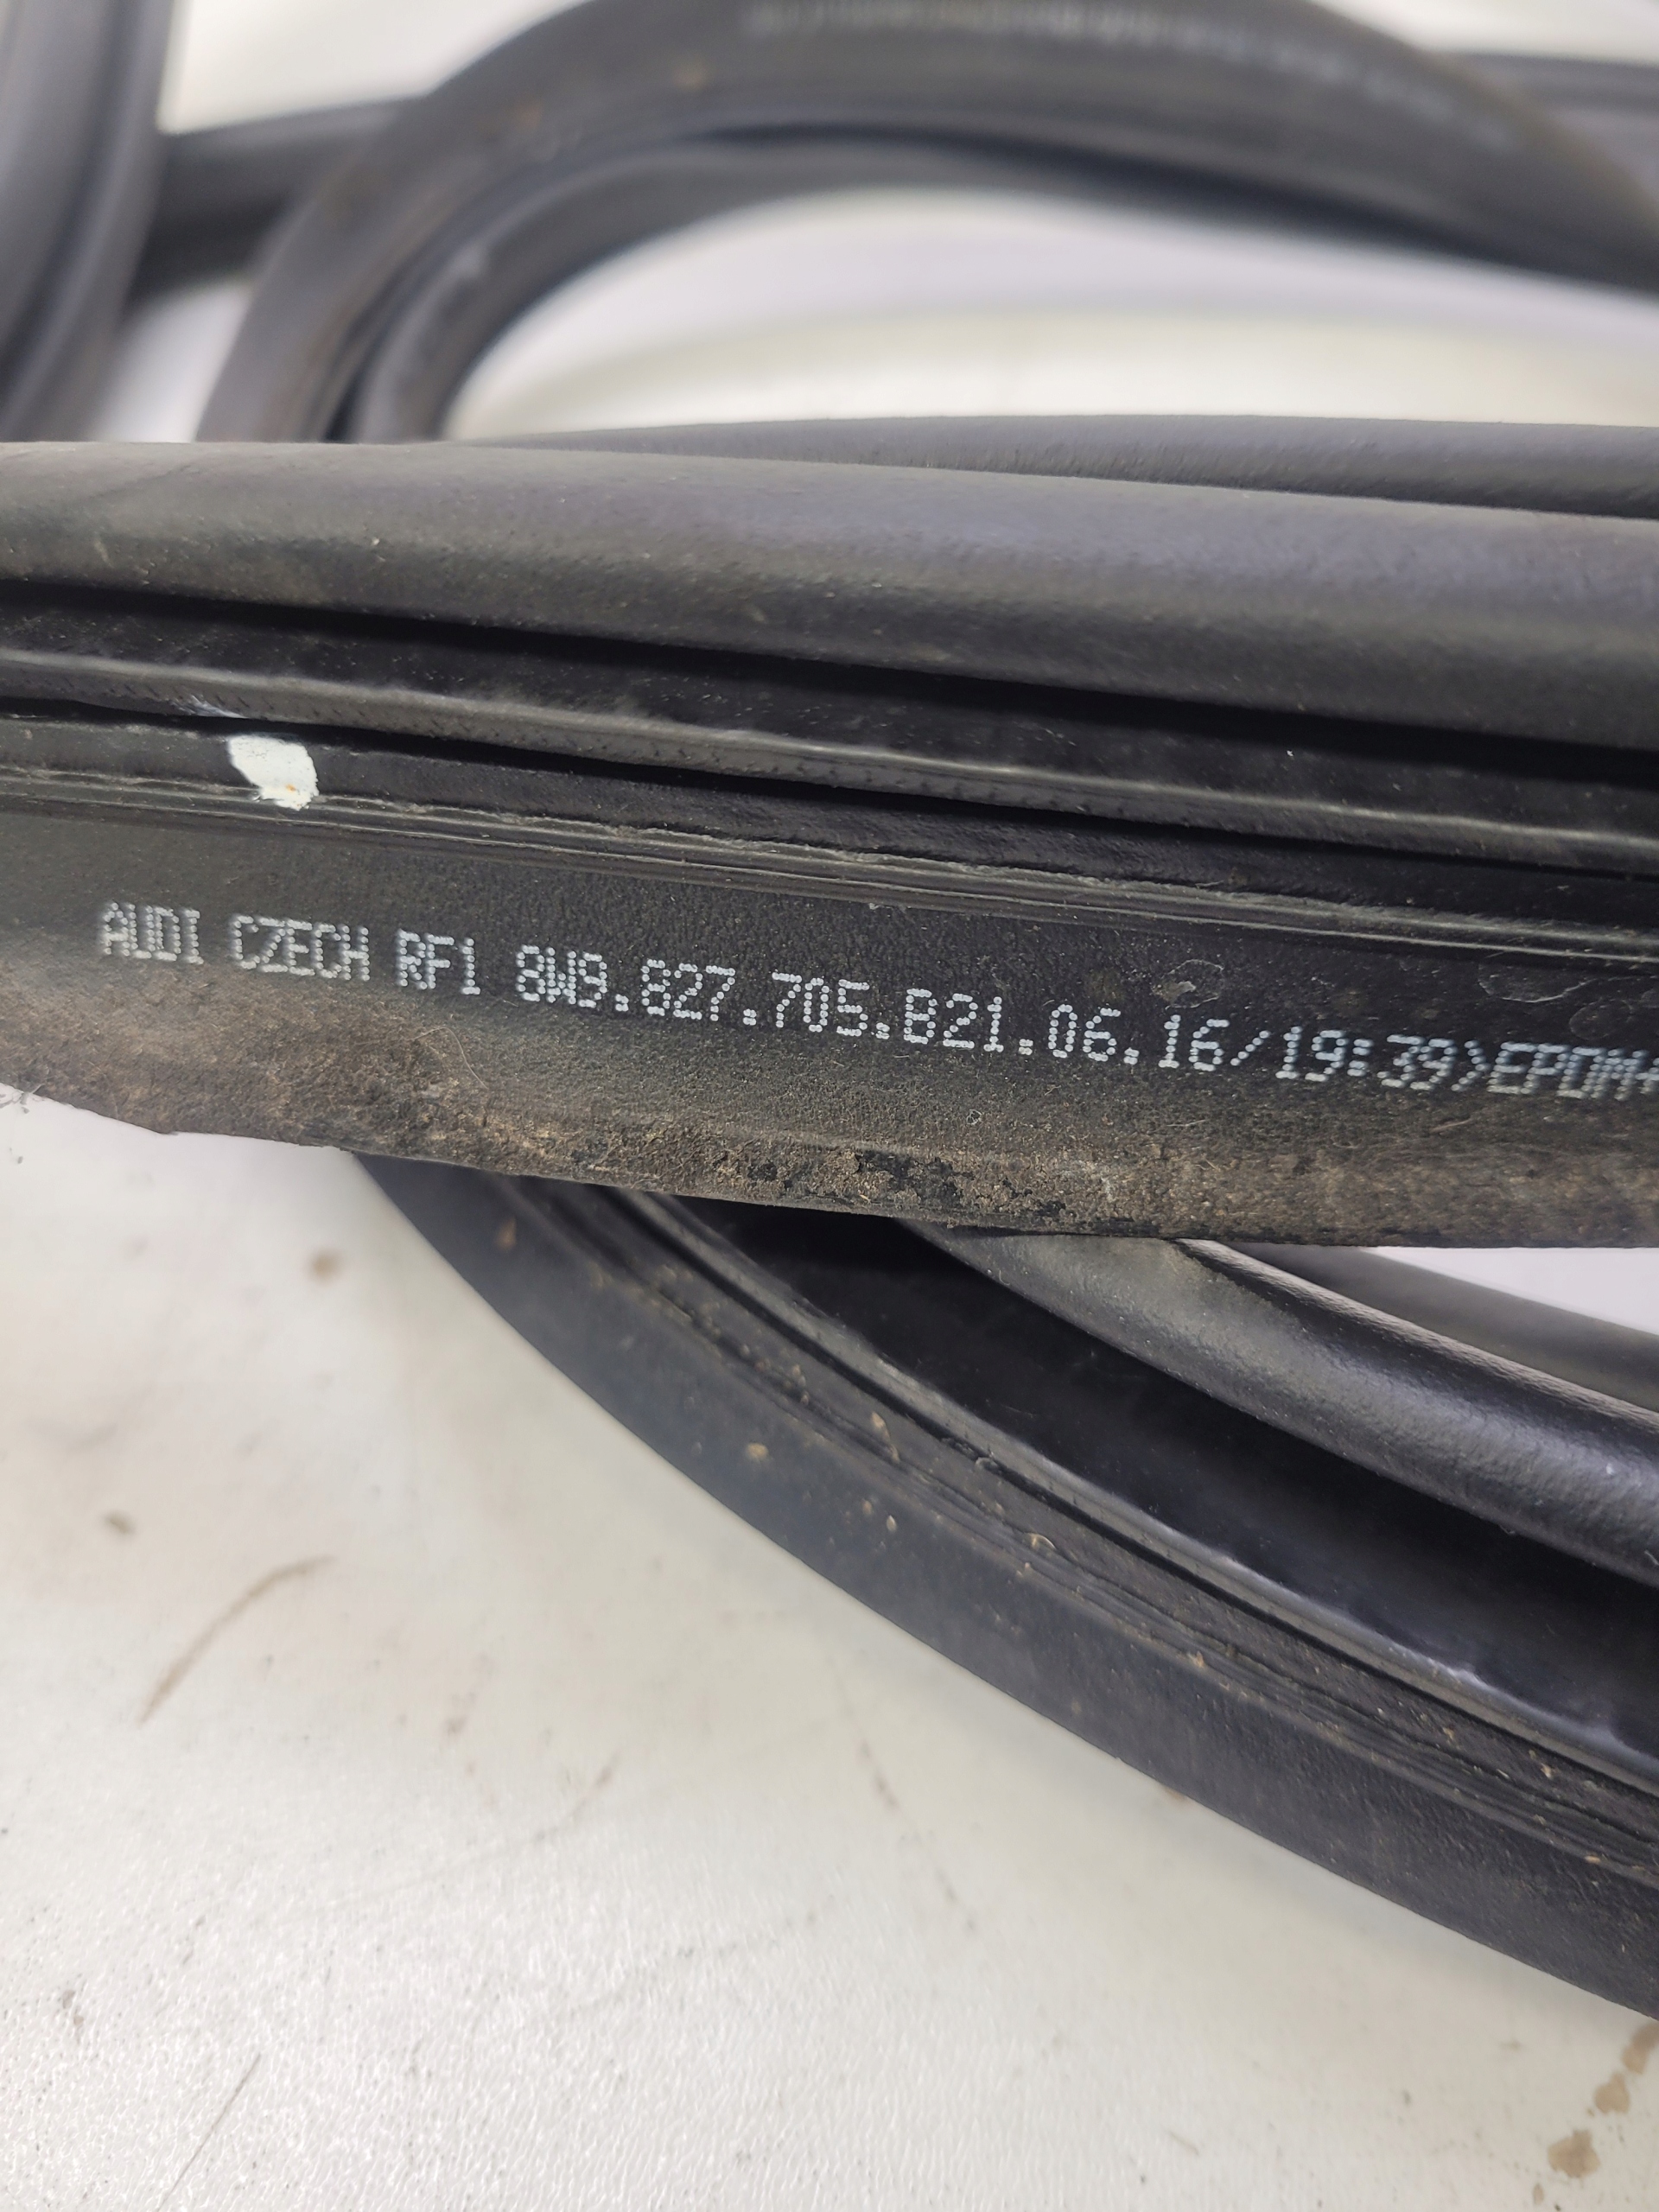 AUDI CZECH RF1 8W9.827.705.B21.06.16/19:39>EPDM+